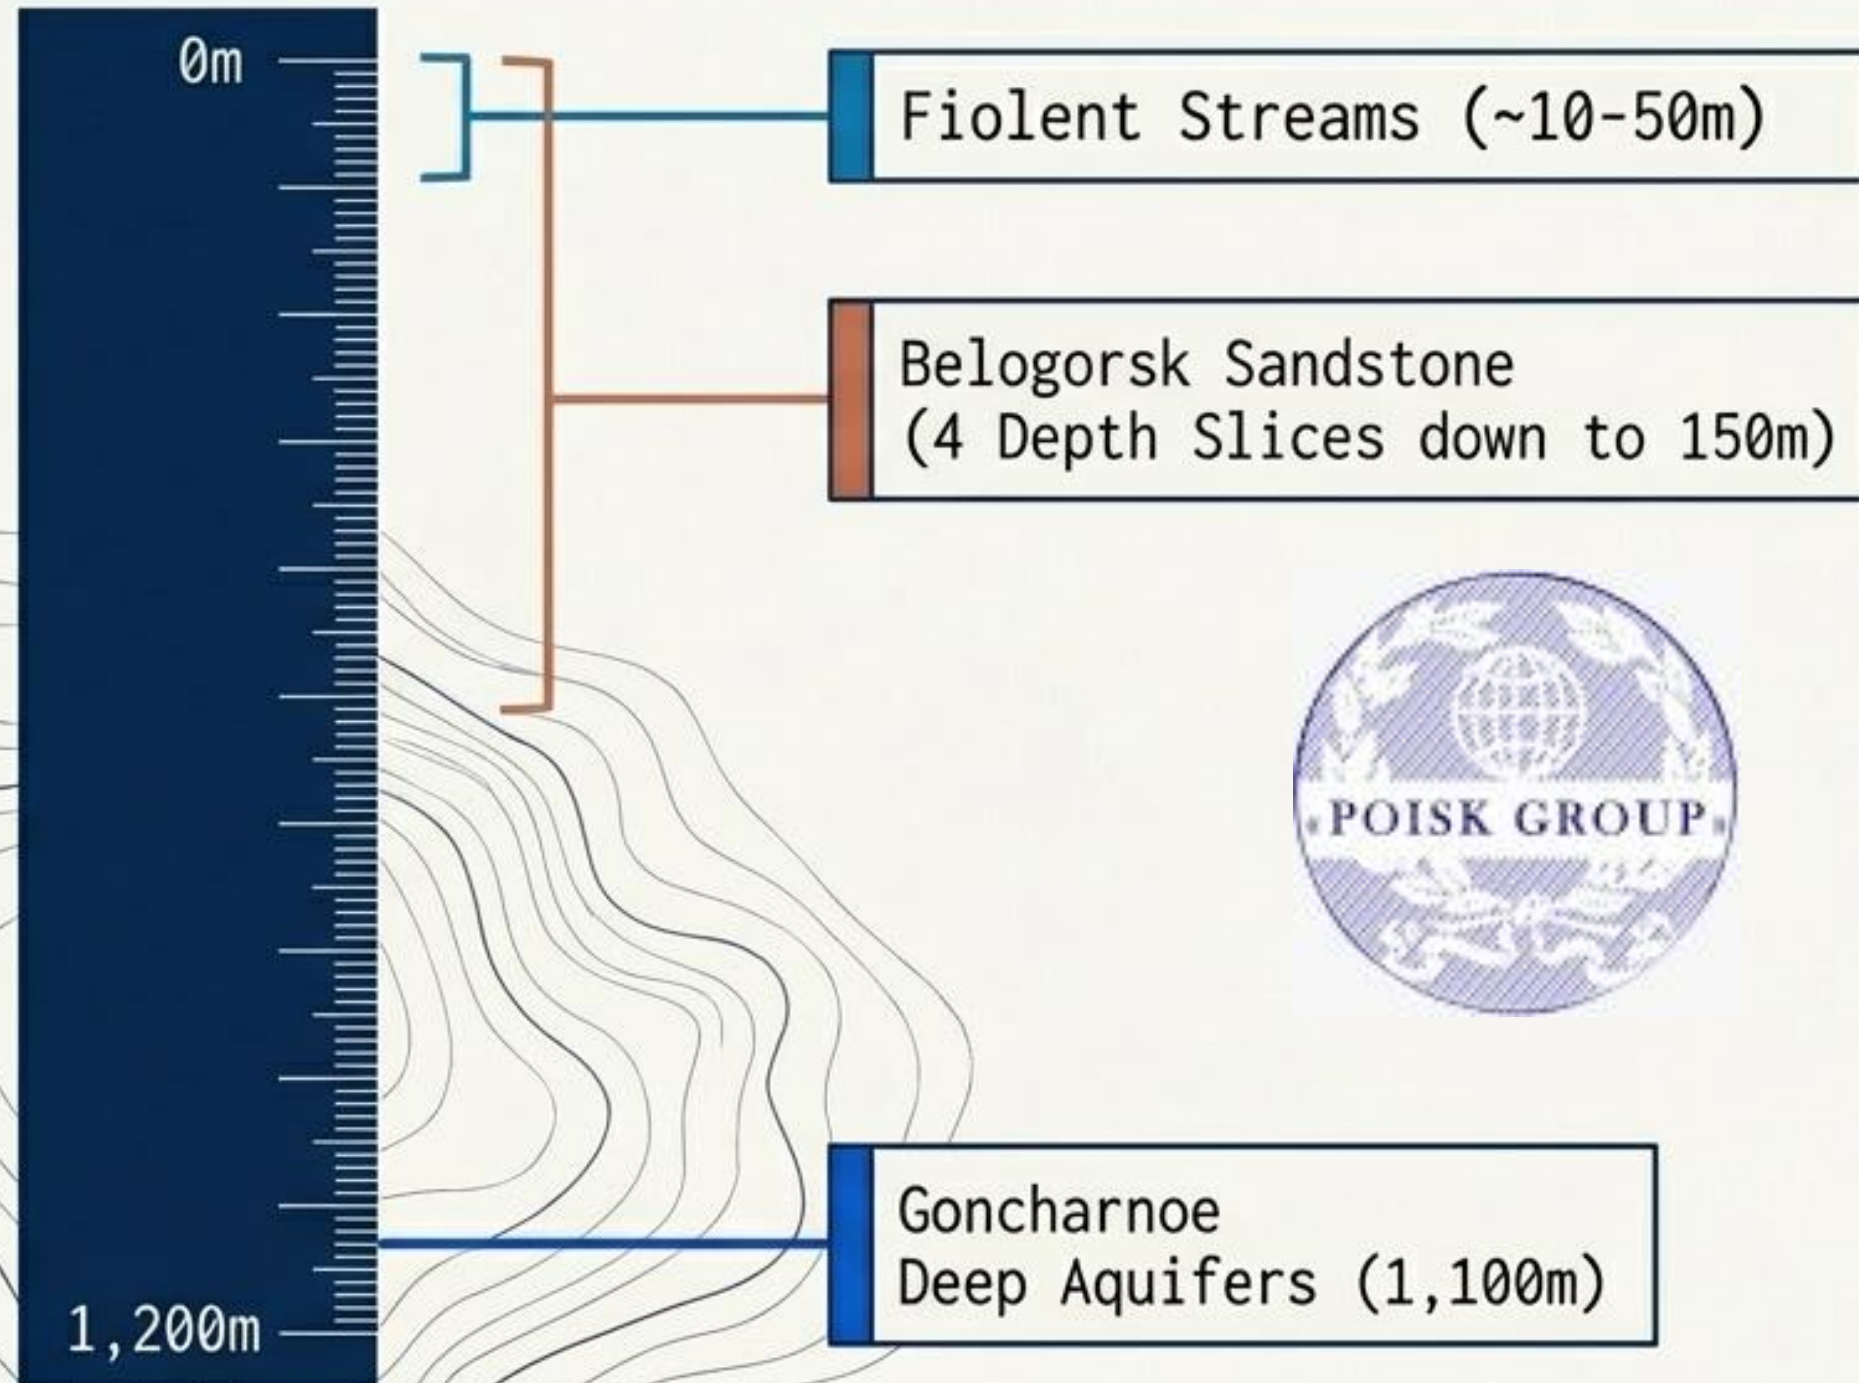 0m
Fiolent Streams (~10-50m)
Belogorsk Sandstone
(4 Depth Slices down to 150m)
POISK GROUP
Goncharnoe
Deep Aquifers (1,100m)
1,200m